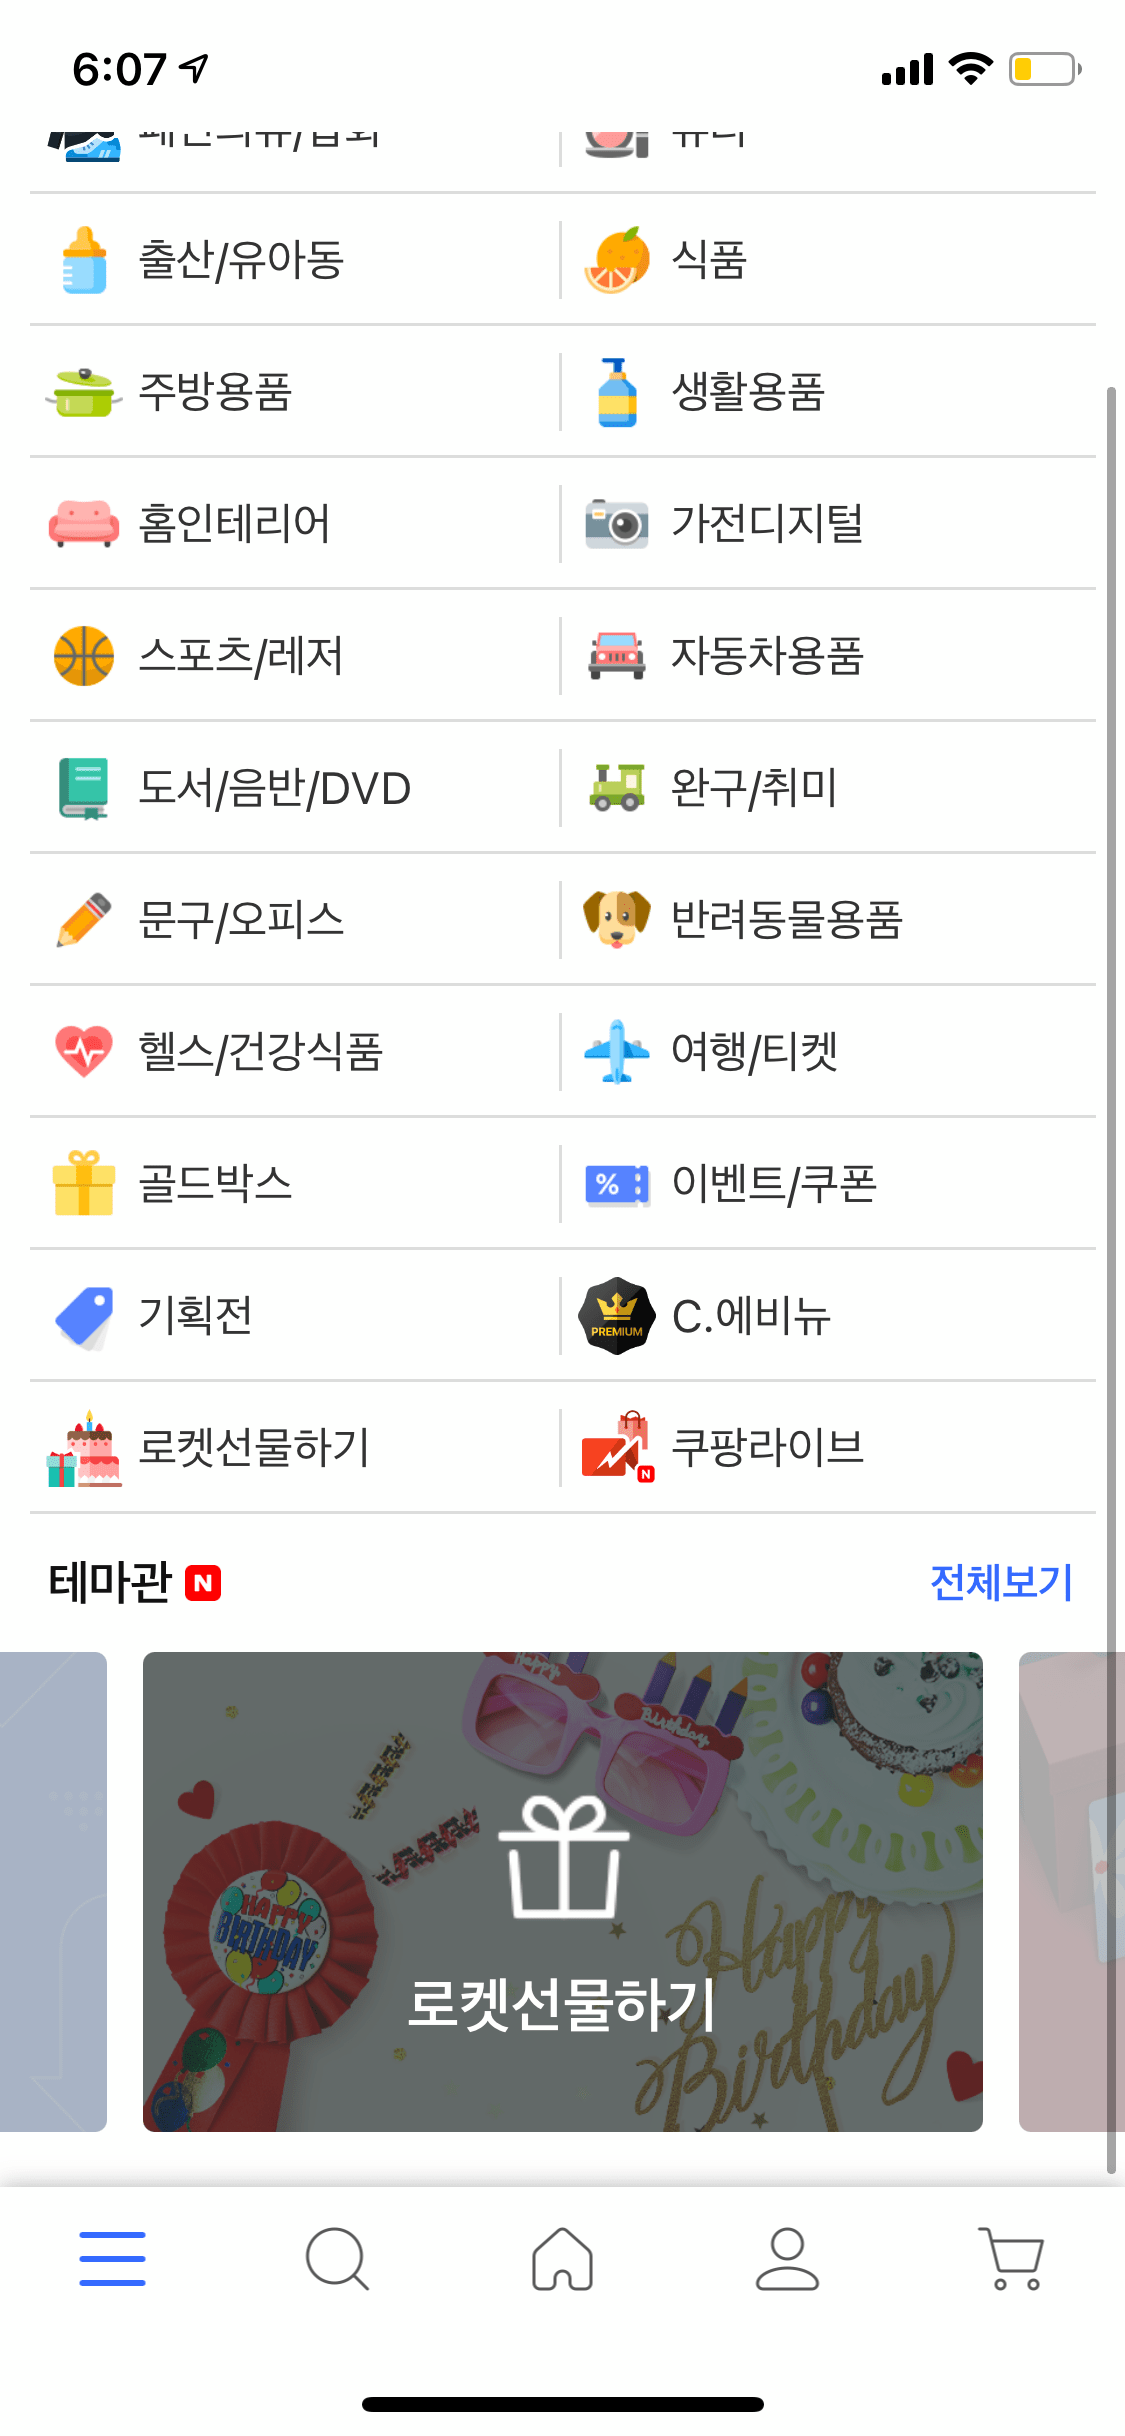 6:07
출산/유아동
식품
주방용품
생활용품
홈인테리어
가전디지털
스포츠/레저
자동차용품
도서/음반/DVD
완구/취미
문구/오피스
반려동물용품
헬스/건강식품
여행/티켓
골드박스
%
이벤트/쿠폰
기획전
PREMIUM
C.에비뉴
로켓선물하기
N
쿠팡라이브
테마관 N
전체보기
Happy
Birthday
HAPPY
BIRTHDAY
로켓선물하기
Happy
Birthday